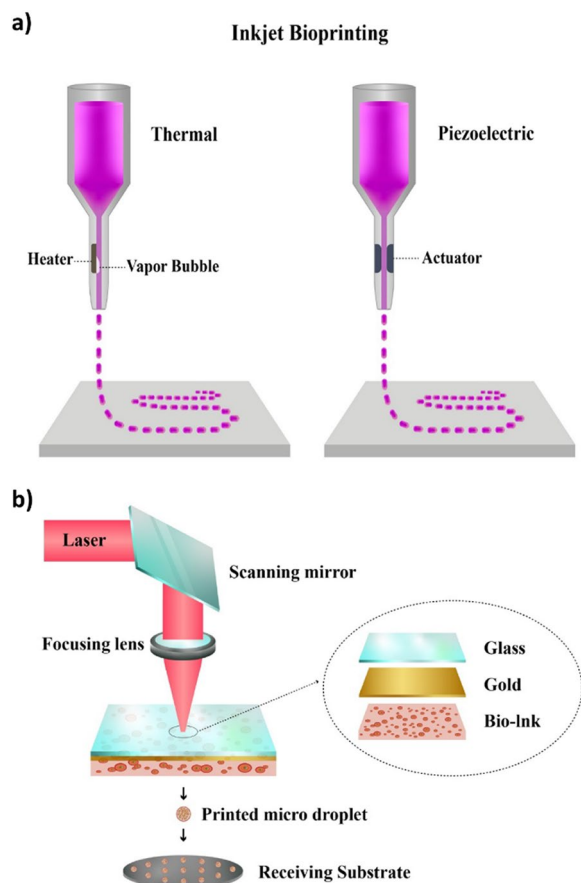 a)
Inkjet Bioprinting
Thermal
Piezoelectric
Heater
Vapor Bubble
Actuator
b)
Laser
Scanning mirror
Focusing lens
Glass
Gold
Bio-Ink
Printed micro droplet
Receiving Substrate